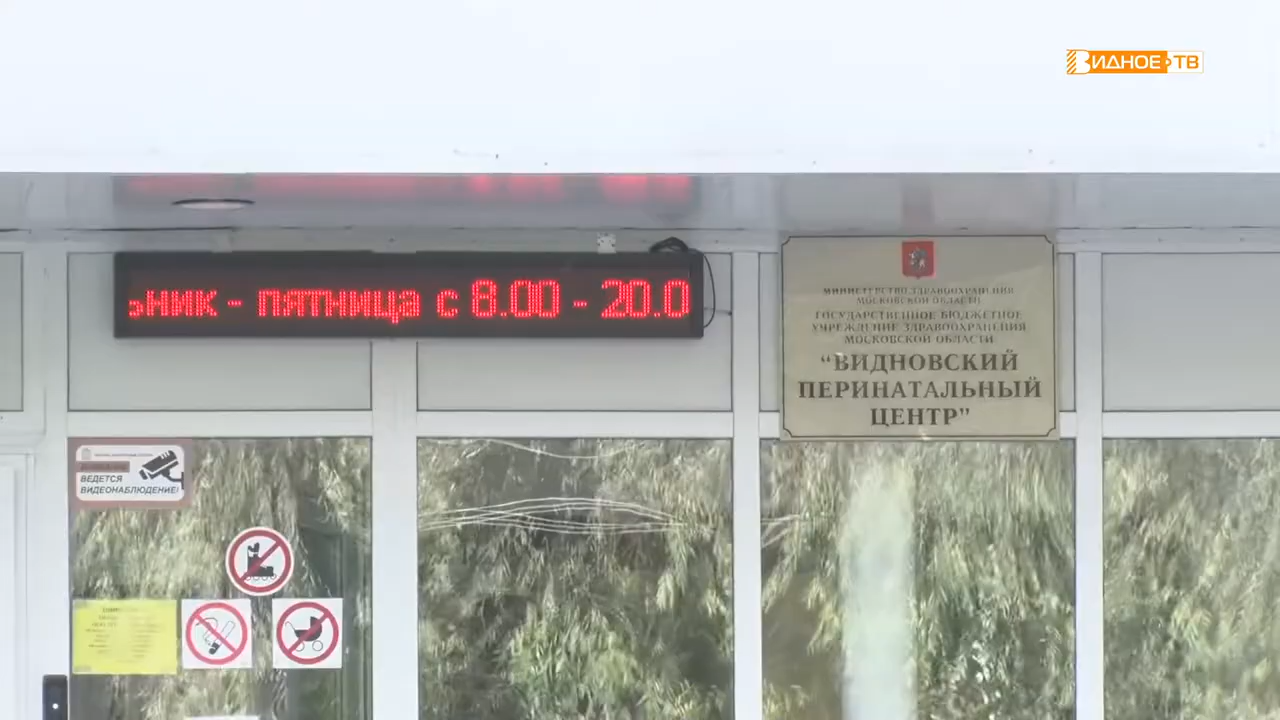 ВИДНОЕ ТВ
ьник - пятница с 8.00 - 20.0
МИНИСТЕРСТВО ЗДРАВООХРАНЕНИЯ
МОСКОВСКОЙ ОБЛАСТИ
ГОСУДАРСТВЕННОЕ БЮДЖЕТНОЕ
УЧРЕЖДЕНИЕ ЗДРАВООХРАНЕНИЯ
МОСКОВСКОЙ ОБЛАСТИ
“ВИДНОВСКИЙ
ПЕРИНАТАЛЬНЫЙ
ЦЕНТР"
ВЕДЕТСЯ
ВИДЕОНАБЛЮДЕНИЕ!